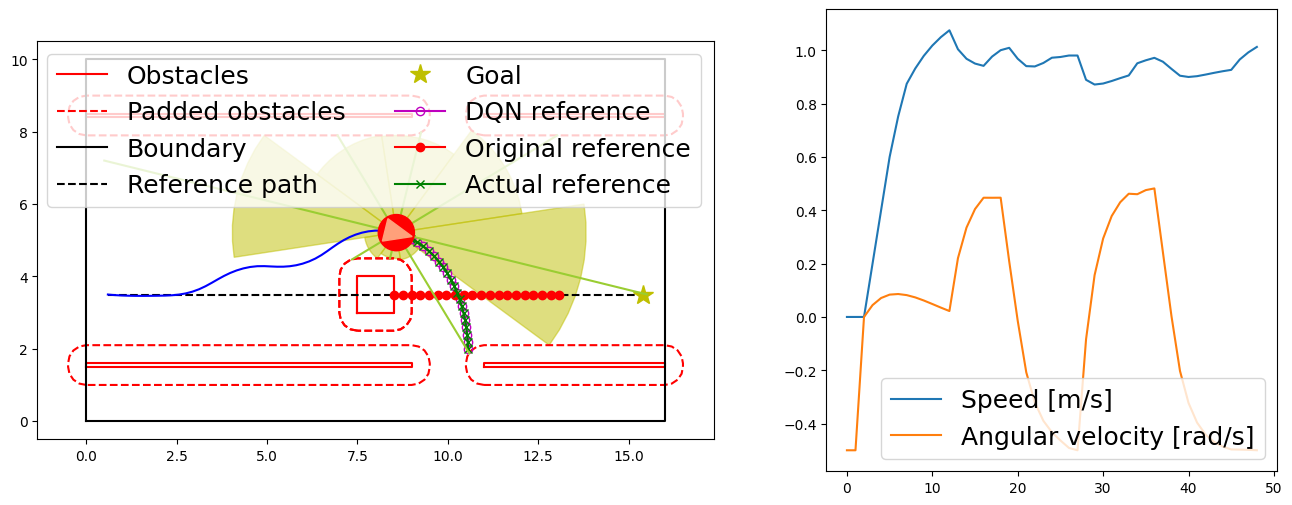 Obstacles
Padded obstacles
Boundary
Reference path
Goal
DQN reference
Original reference
Actual reference
10
8
6
4
2
0
0.0 2.5 5.0 7.5 10.0 12.5 15.0
1.0
0.8
0.6
0.4
0.2
0.0
−0.2
−0.4
Speed [m/s]
Angular velocity [rad/s]
0 10 20 30 40 50